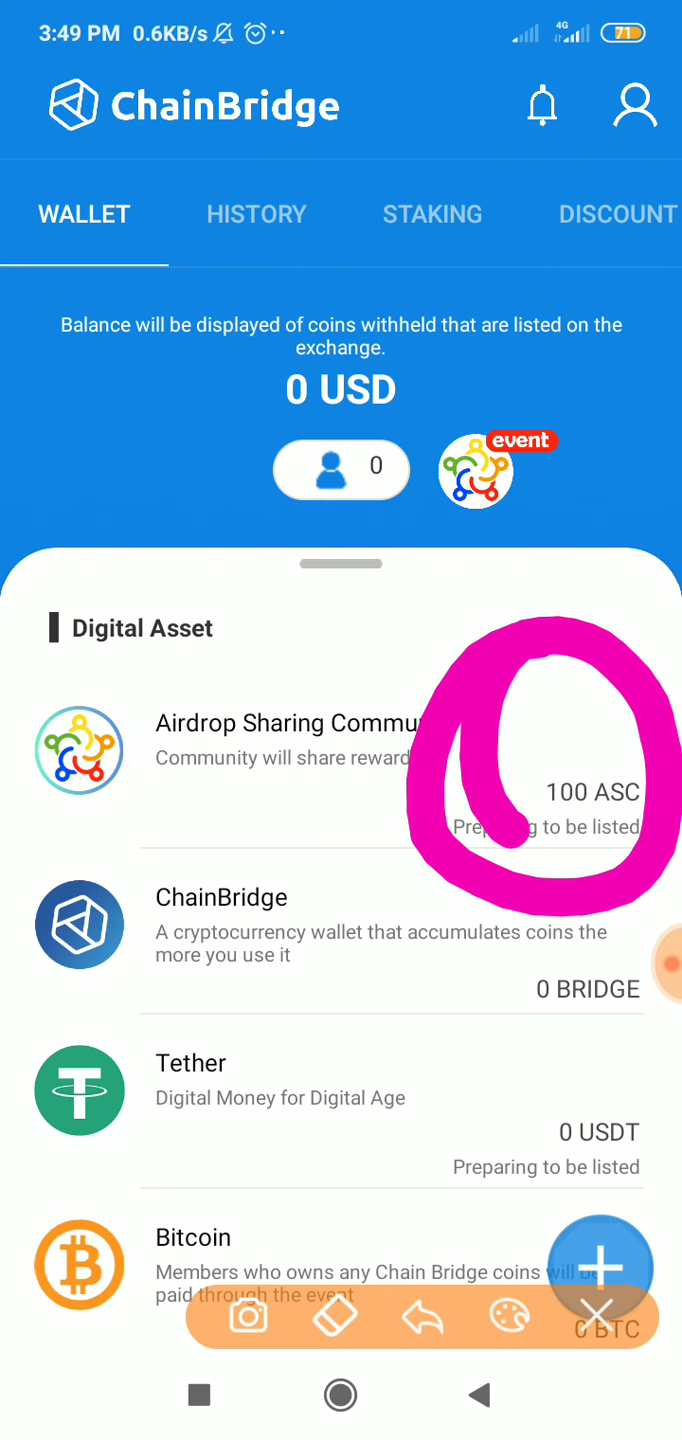 3:49 PM 0.6KB/s
4G
71
ChainBridge
WALLET HISTORY STAKING DISCOUNT
Balance will be displayed of coins withheld that are listed on the
exchange.
0 USD
0
event
Digital Asset
Airdrop Sharing
Community will share
100 ASC
to be listed
ChainBridge
A cryptocurrency wallet that accumulates coins the
more you use it
0 BRIDGE
Tether
Digital Money for Digital Age
0 USDT
Preparing to be listed
Bitcoin
Members who owns any Chain Bridge coins will be
paid through the event
0 BTC